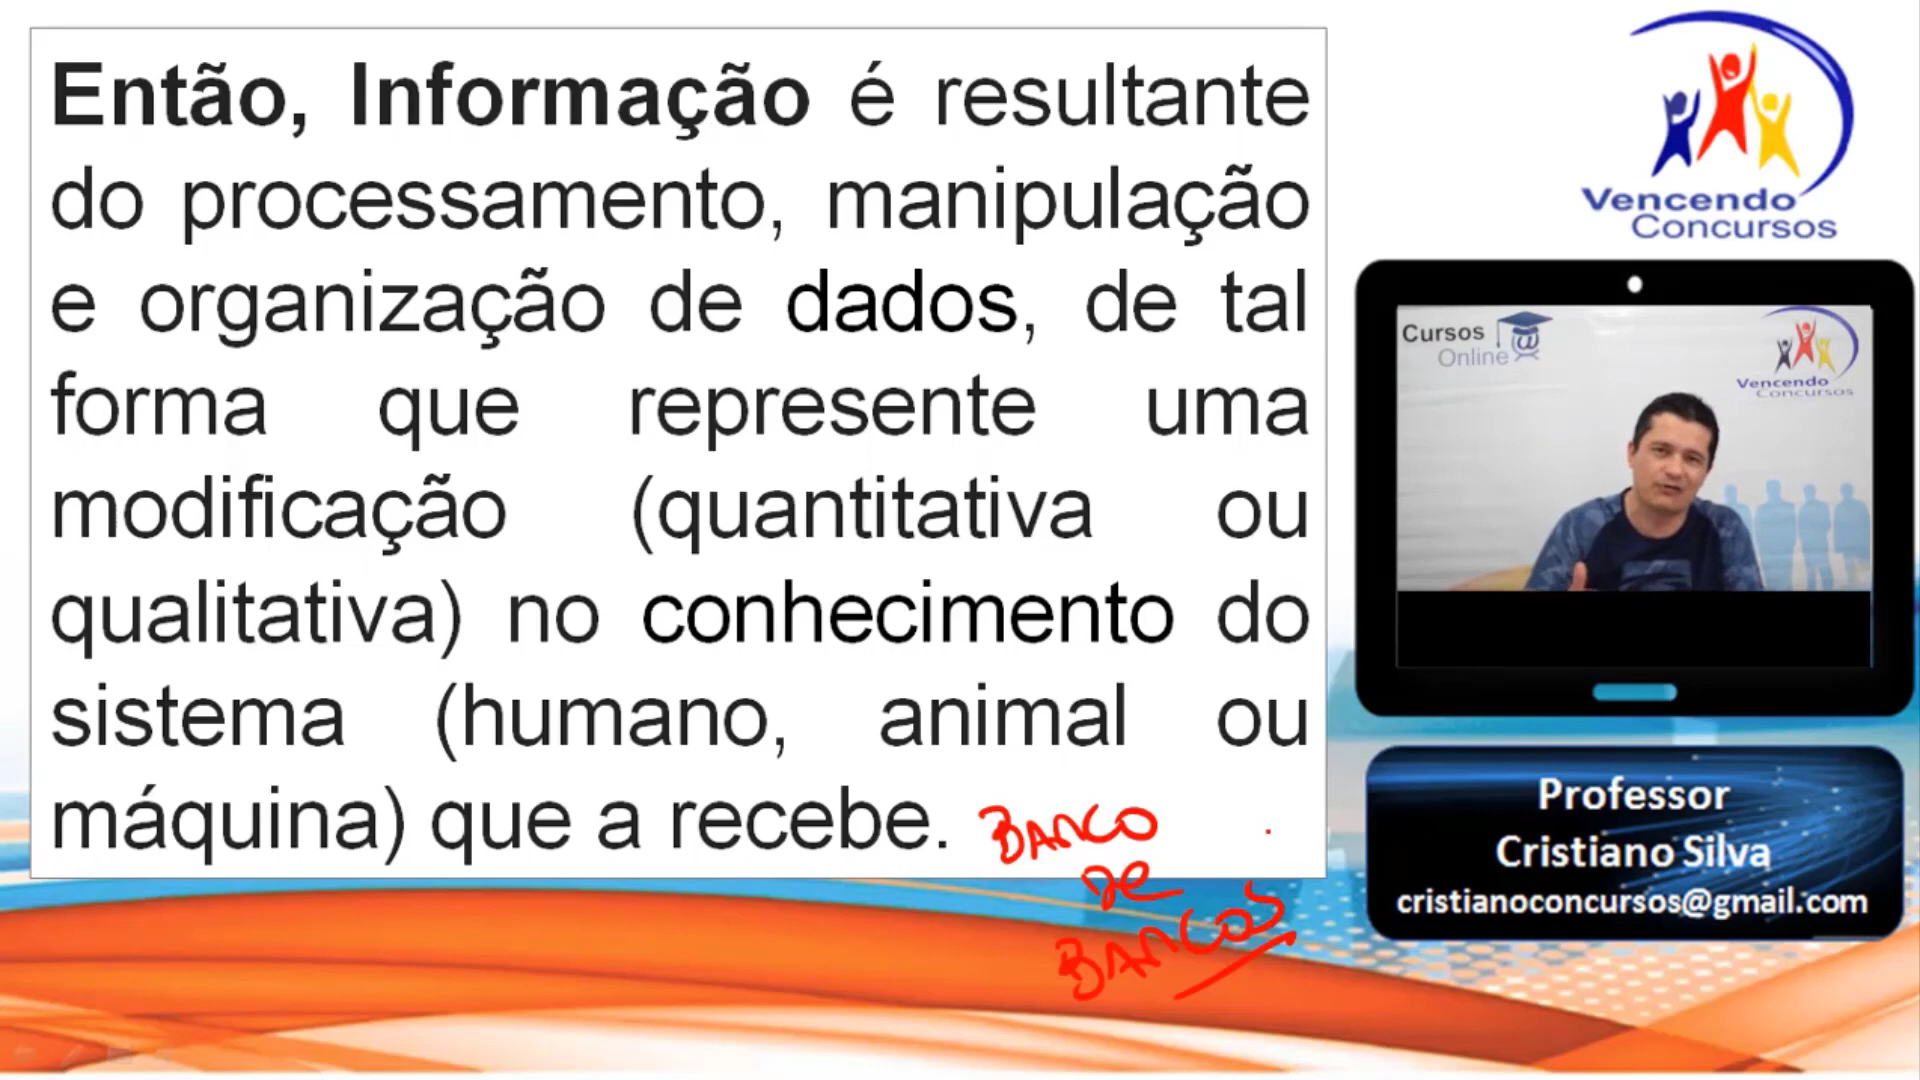 Então, Informação é resultante
do processamento, manipulação
e organização de dados, de tal
forma que represente uma
modificação (quantitativa ou
qualitativa) no conhecimento do
sistema (humano, animal ou
máquina) que a recebe.
BANCO
DE
BANCOS
Vencendo
Concursos
Cursos
Online
Vencendo
Concursos
Professor
Cristiano Silva
cristianoconcursos@gmail.com